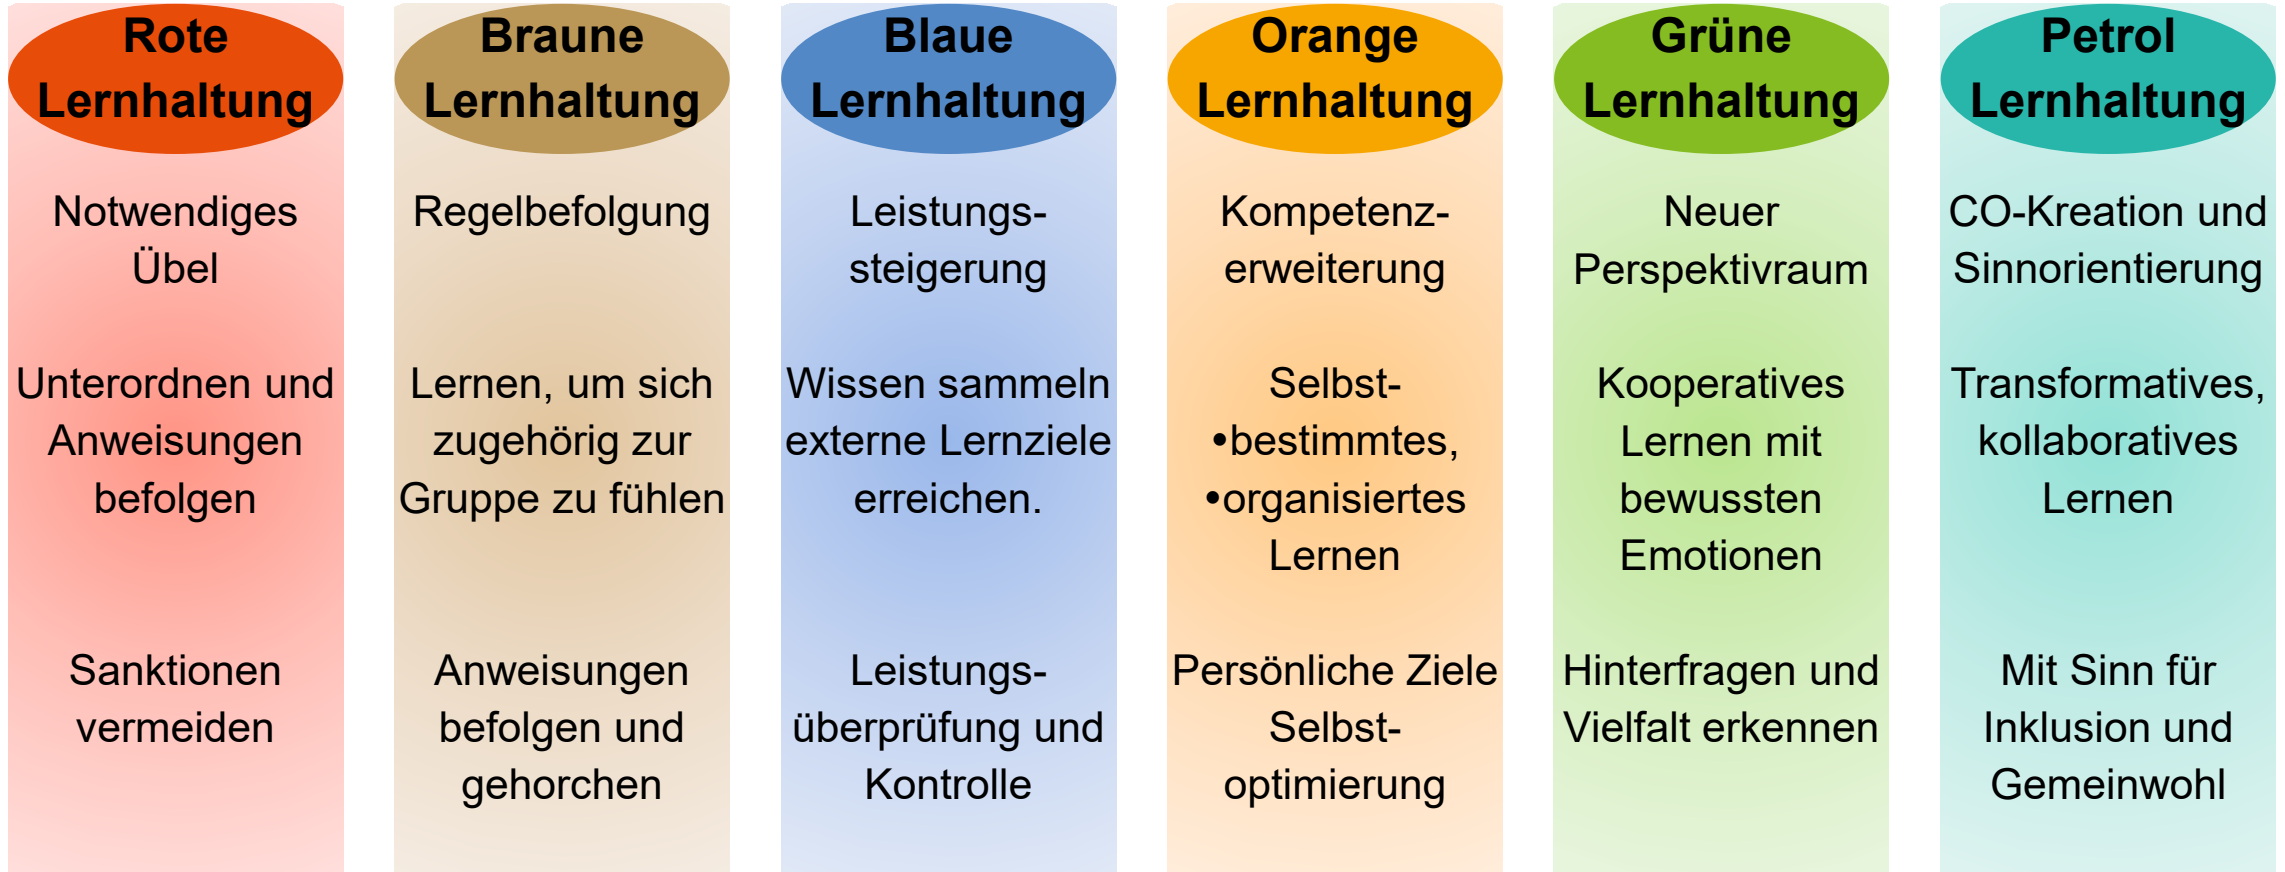 Rote
Lernhaltung
Notwendiges
Übel
Unterordnen und
Anweisungen
befolgen
Sanktionen
vermeiden
Braune
Lernhaltung
Regelbefolgung
Lernen, um sich
zugehörig zur
Gruppe zu fühlen
Anweisungen
befolgen und
gehorchen
Blaue
Lernhaltung
Leistungs-
steigerung
Wissen sammeln
externe Lernziele
erreichen.
Leistungs-
überprüfung und
Kontrolle
Orange
Lernhaltung
Kompetenz-
erweiterung
Selbst-
•bestimmtes,
•organisiertes
Lernen
Persönliche Ziele
Selbst-
optimierung
Grüne
Lernhaltung
Neuer
Perspektivraum
Kooperatives
Lernen mit
bewussten
Emotionen
Hinterfragen und
Vielfalt erkennen
Petrol
Lernhaltung
CO-Kreation und
Sinnorientierung
Transformatives,
kollaboratives
Lernen
Mit Sinn für
Inklusion und
Gemeinwohl